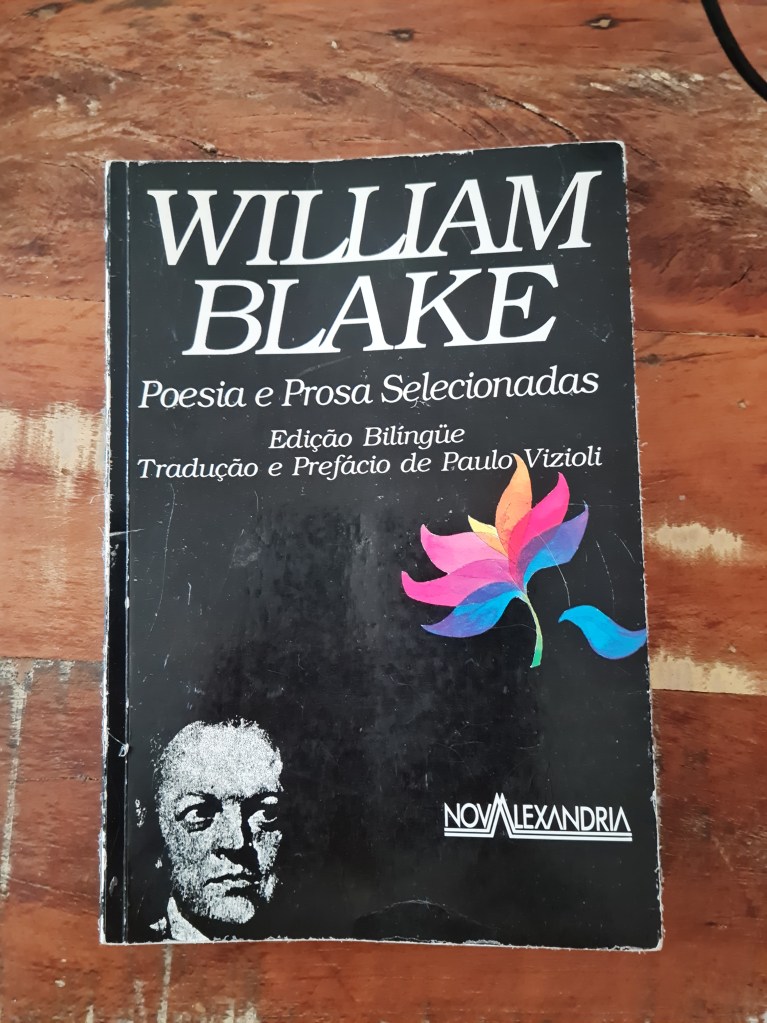 WILLIAM
BLAKE
Poesia e Prosa Selecionadas
Edição Bilíngüe
Tradução e Prefácio de Paulo Vizioli
NOVALEXANDRIA